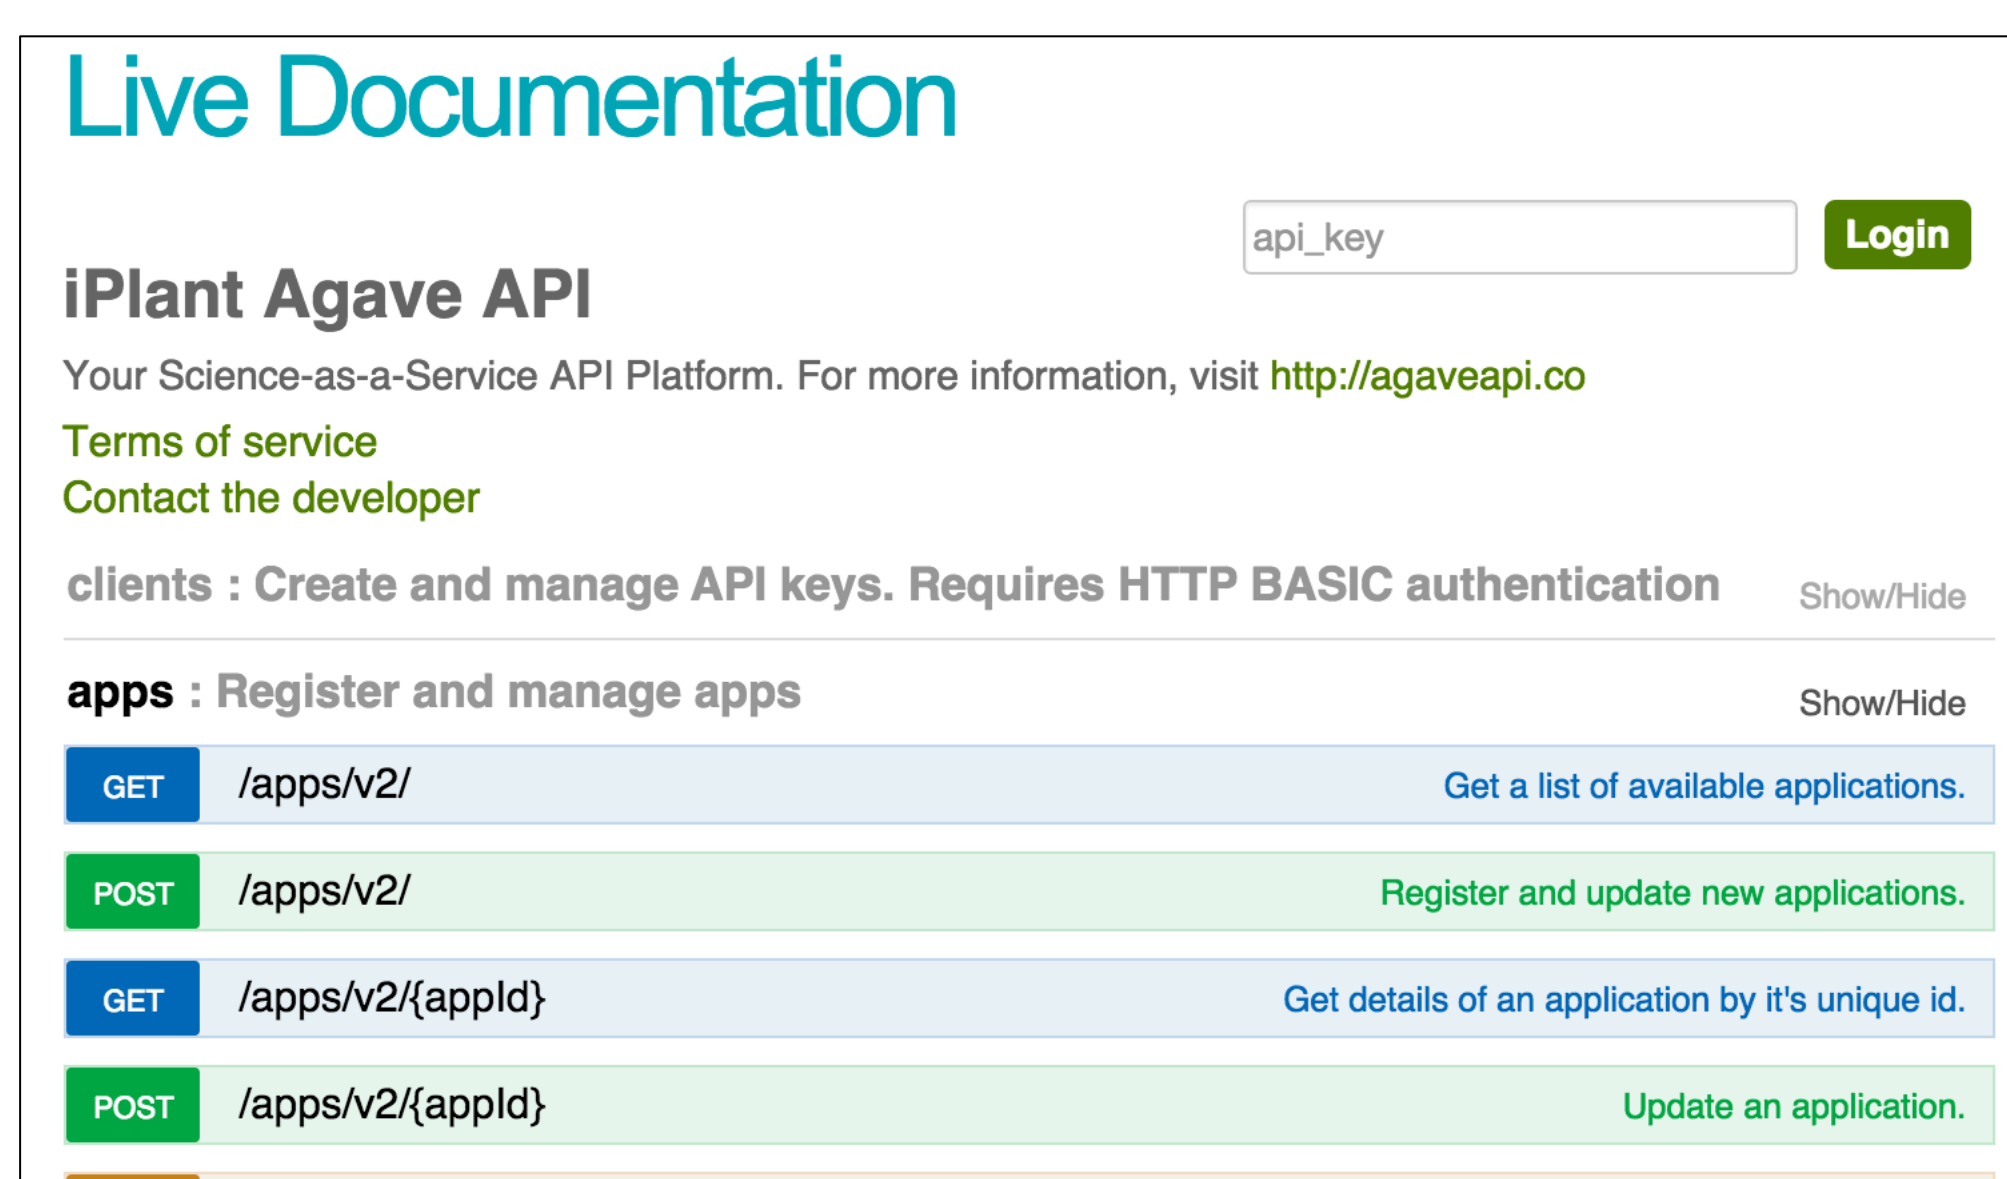 Live Documentation
api_key
Login
iPlant Agave API
Your Science-as-a-Service API Platform. For more information, visit http://agaveapi.co
Terms of service
Contact the developer
clients : Create and manage API keys. Requires HTTP BASIC authentication Show/Hide
apps : Register and manage apps Show/Hide
GET /apps/v2/ Get a list of available applications.
POST /apps/v2/ Register and update new applications.
GET /apps/v2/{appId} Get details of an application by it's unique id.
POST /apps/v2/{appId} Update an application.